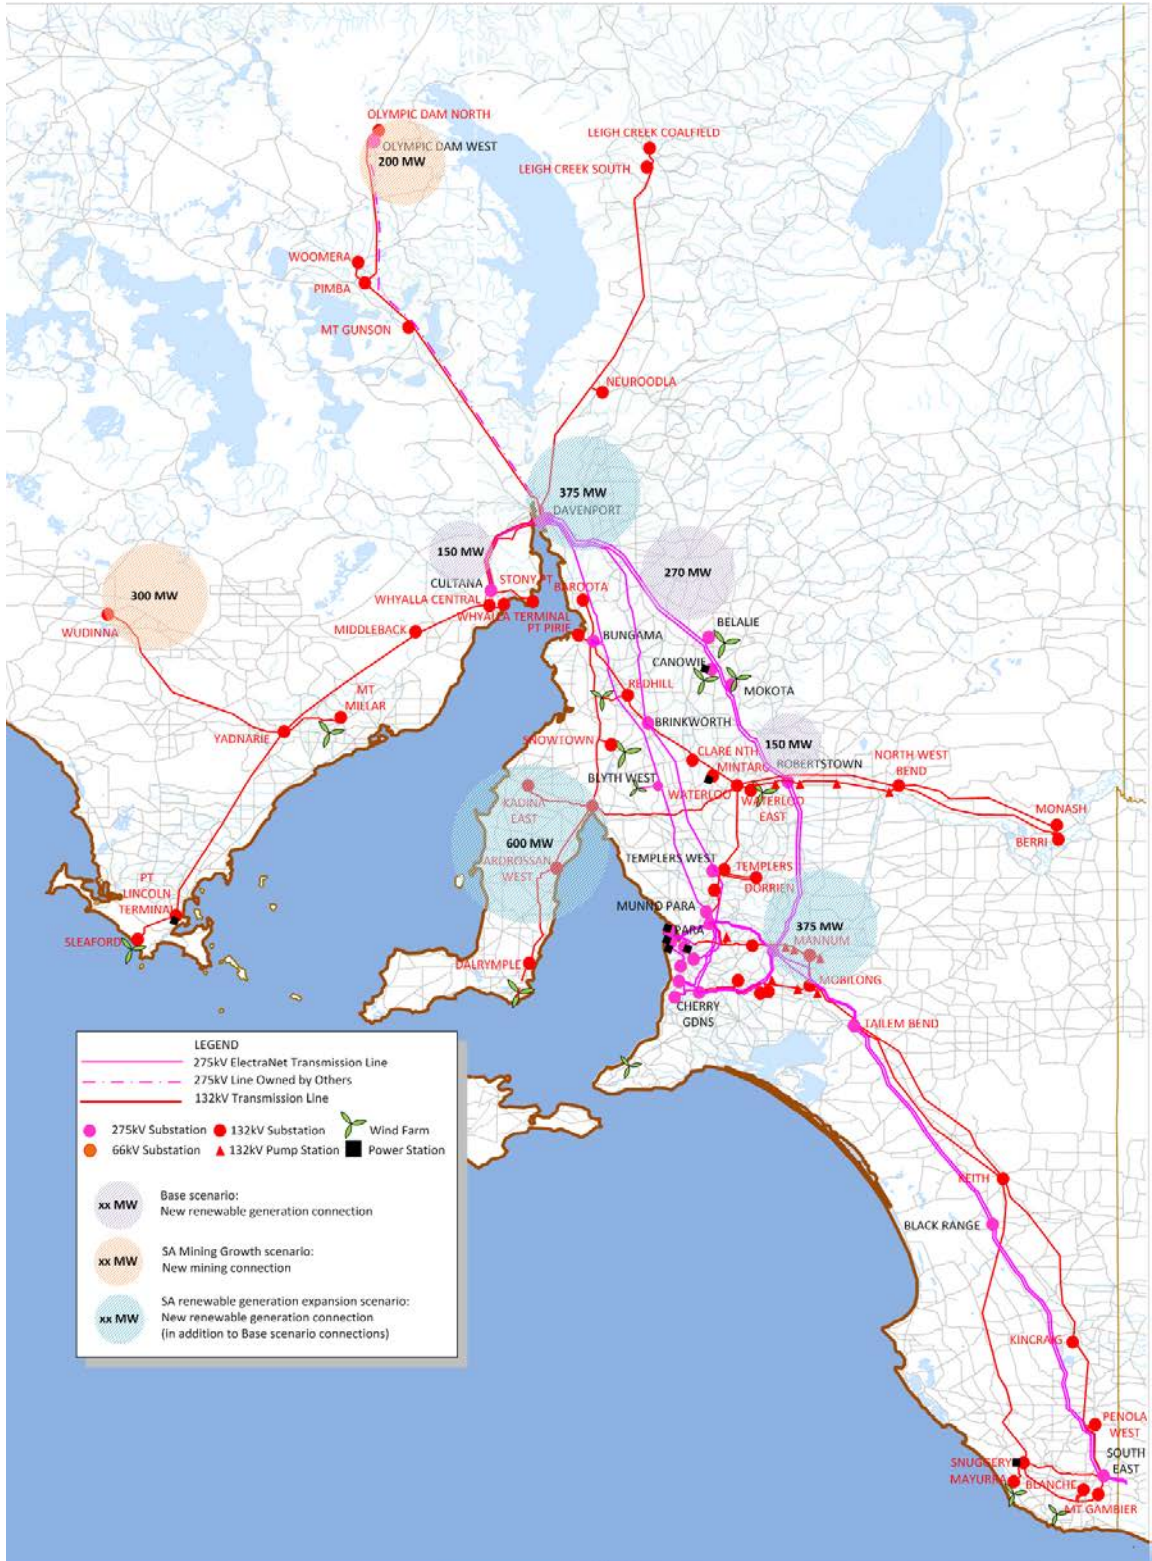 OLYMPIC DAM NORTH
OLYMPIC DAM WEST
200 MW
LEIGH CREEK COALFIELD
LEIGH CREEK SOUTH
WOOMERA
PIMBA
MT GUNSON
NEUROODLA
375 MW
DAVENPORT
150 MW
270 MW
CULTANA
STONY PT
BAROOTA
WHYALLA CENTRAL
WHYALLA TERMINAL
300 MW
WUDINNA
MIDDLEBACK
PT PIRIE
BUNGAMA
BELALIE
CANOWIE
MOKOTA
MT
MILLAR
REDHILL
YADNARIE
BRINKWORTH
SNOWTOWN
CLARE NTH
150 MW
ROBERTSTOWN
NORTH WEST
BEND
MINTARO
BLYTH WEST
WATERLOO
WATERLOO
EAST
KADINA
EAST
MONASH
BERRI
600 MW
ARDROSSAN
WEST
TEMPLERS WEST
TEMPLERS
DORRIEN
PT
LINCOLN
TERMINAL
MUNNO PARA
PARA
375 MW
MANNUM
SLEAFORD
DALRYMPLE
MOBILONG
CHERRY
GDNS
TAILEM BEND
LEGEND
275kV ElectraNet Transmission Line
275kV Line Owned by Others
132kV Transmission Line
275kV Substation
132kV Substation
Wind Farm
66kV Substation
132kV Pump Station
Power Station
xx MW
Base scenario:
New renewable generation connection
xx MW
SA Mining Growth scenario:
New mining connection
xx MW
SA renewable generation expansion scenario:
New renewable generation connection
(in addition to Base scenario connections)
KEITH
BLACK RANGE
KINCRAIG
PENOLA
WEST
SOUTH
EAST
SNUGGERY
MAYURRA
BLANCHE
MT GAMBIER